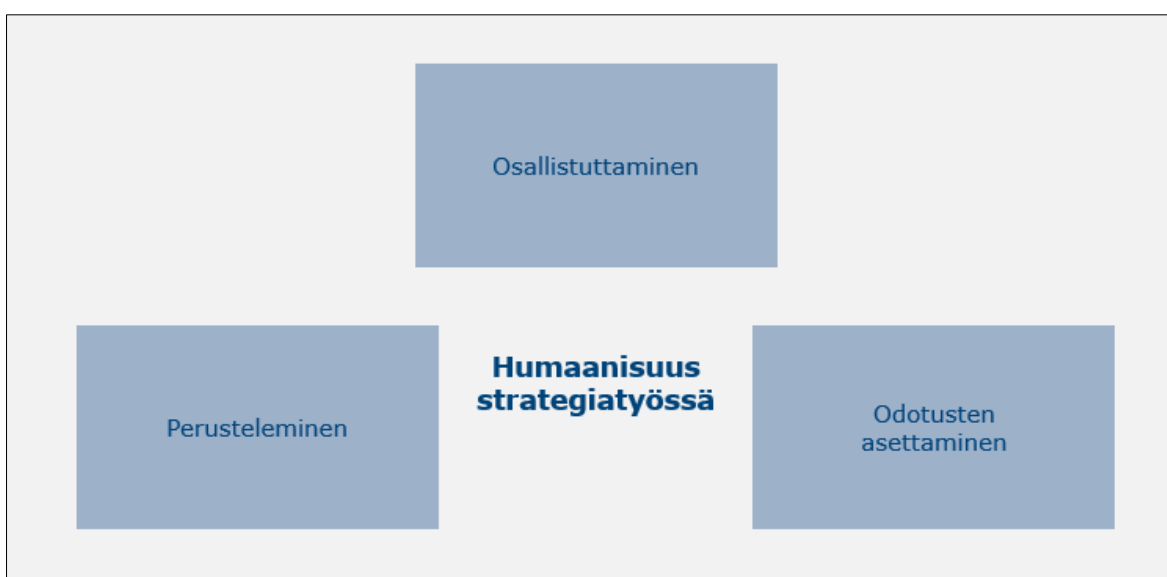 Osallistuttaminen
Humaanisuus
strategiatyössä
Perusteleminen
Odotusten
asettaminen